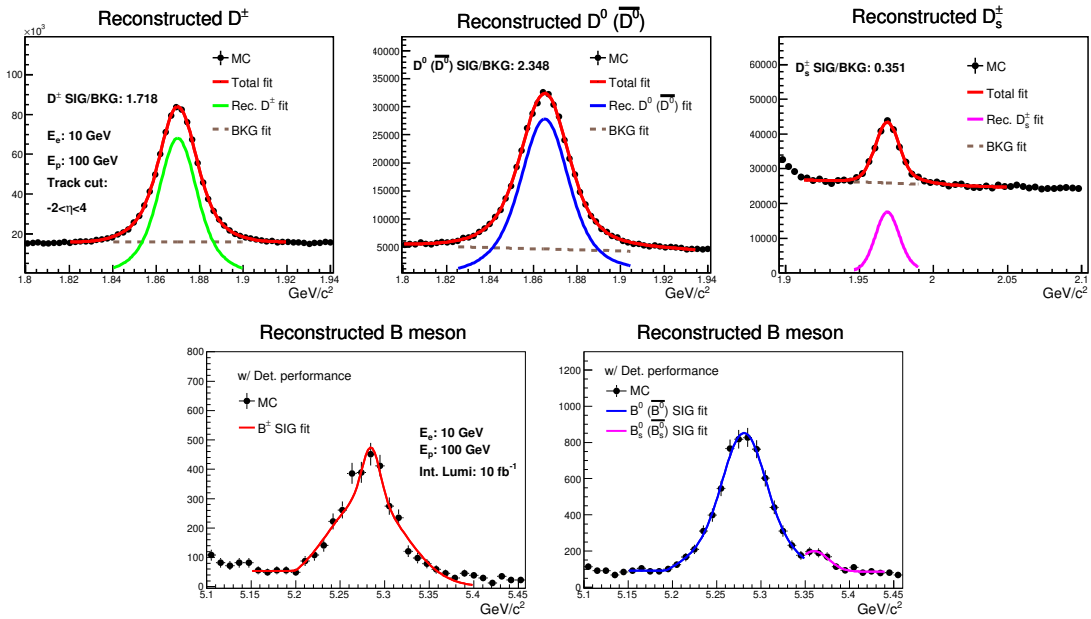 Reconstructed D±
×10³
MC
Total fit
Rec. D± fit
BKG fit
D± SIG/BKG: 1.718
E_e: 10 GeV
E_p: 100 GeV
Track cut:
-2<η<4
100
80
60
40
20
1.8 1.82 1.84 1.86 1.88 1.9 1.92 1.94
GeV/c²
Reconstructed D⁰ (D̅⁰)
MC
D⁰ (D̅⁰) SIG/BKG: 2.348
Total fit
Rec. D⁰ (D̅⁰) fit
BKG fit
40000
35000
30000
25000
20000
15000
10000
5000
1.8 1.82 1.84 1.86 1.88 1.9 1.92 1.94
GeV/c²
Reconstructed D_s±
MC
D_s± SIG/BKG: 0.351
Total fit
Rec. D_s± fit
BKG fit
60000
50000
40000
30000
20000
10000
0
1.9 1.95 2 2.05 2.1
GeV/c²
Reconstructed B meson
w/ Det. performance
MC
B± SIG fit
E_e: 10 GeV
E_p: 100 GeV
Int. Lumi: 10 fb⁻¹
800
700
600
500
400
300
200
100
0
5.1 5.15 5.2 5.25 5.3 5.35 5.4 5.45
GeV/c²
Reconstructed B meson
w/ Det. performance
MC
B⁰ (B̅⁰) SIG fit
B_s⁰ (B̅_s⁰) SIG fit
1200
1000
800
600
400
200
0
5.1 5.15 5.2 5.25 5.3 5.35 5.4 5.45
GeV/c²